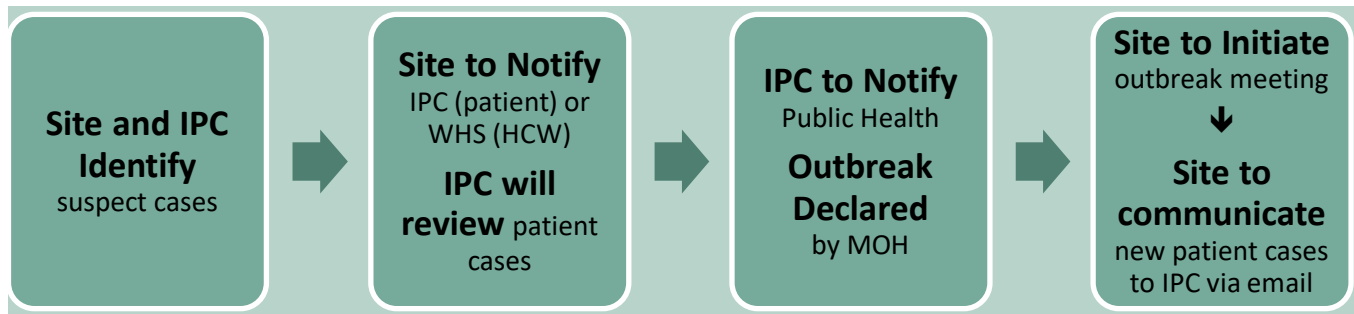 Site and IPC
Identify
suspect cases
Site to Notify
IPC (patient) or
WHS (HCW)
IPC will
review patient
cases
IPC to Notify
Public Health
Outbreak
Declared
by MOH
Site to Initiate
outbreak meeting
↓
Site to
communicate
new patient cases
to IPC via email